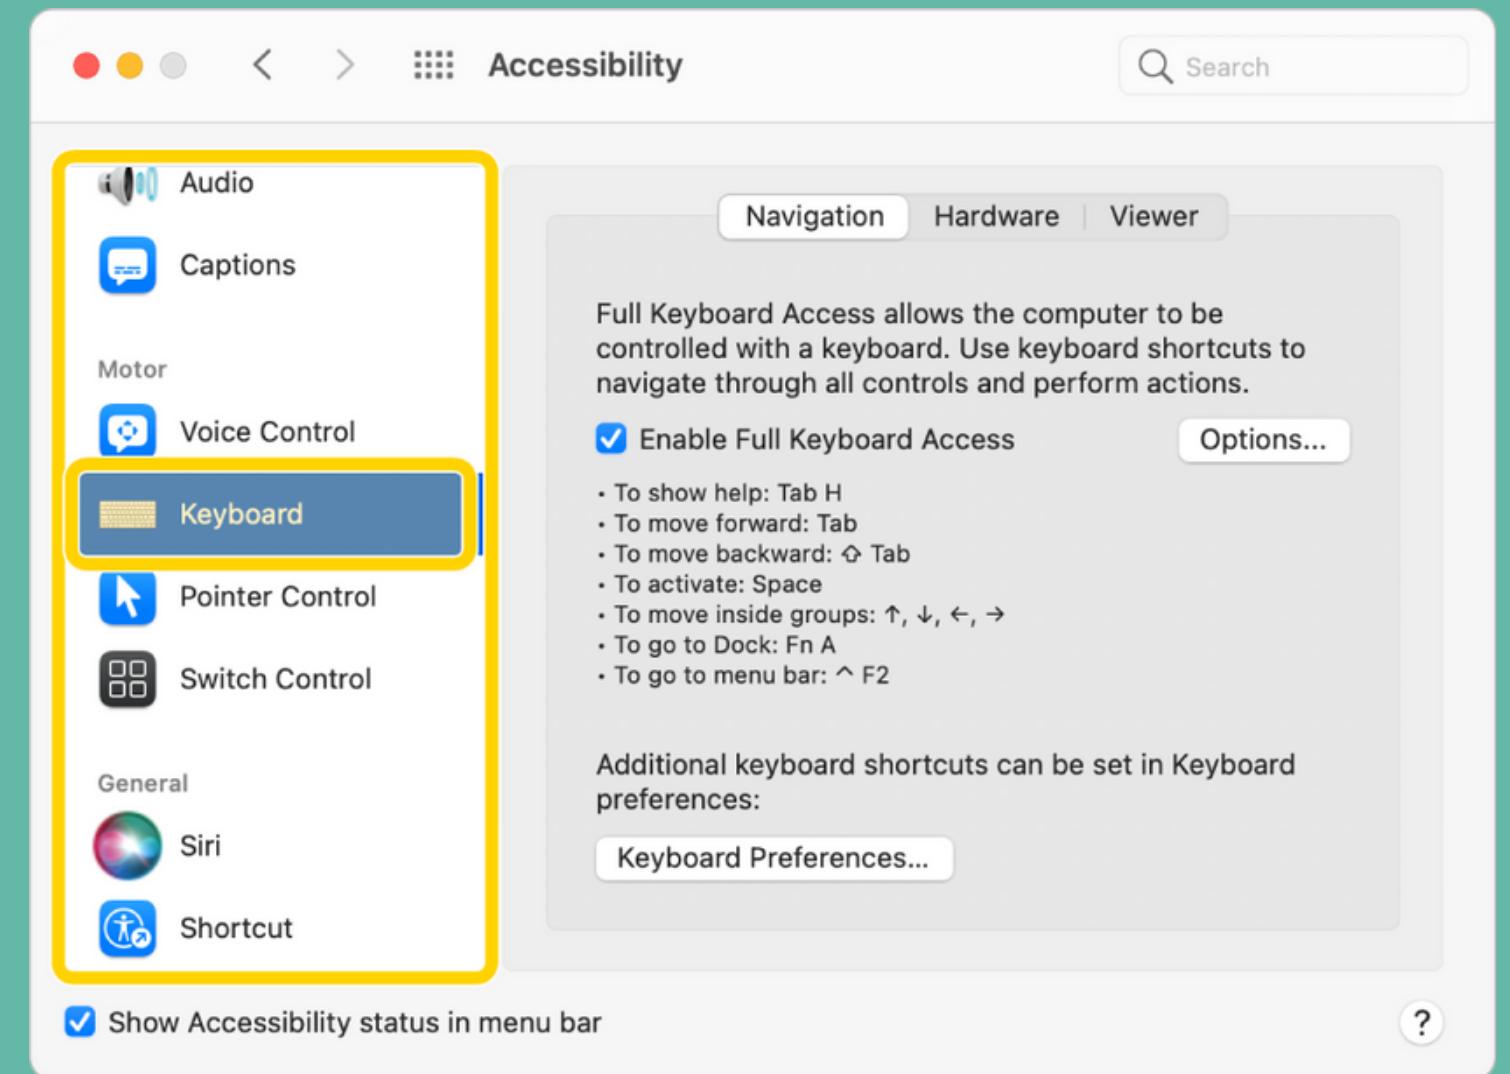 Accessibility
Search
Audio
Captions
Motor
Voice Control
Keyboard
Pointer Control
Switch Control
General
Siri
Shortcut
Navigation
Hardware
Viewer
Full Keyboard Access allows the computer to be
controlled with a keyboard. Use keyboard shortcuts to
navigate through all controls and perform actions.
Enable Full Keyboard Access
Options...
• To show help: Tab H
• To move forward: Tab
• To move backward: ⇧ Tab
• To activate: Space
• To move inside groups: ↑, ↓, ←, →
• To go to Dock: Fn A
• To go to menu bar: ^ F2
Additional keyboard shortcuts can be set in Keyboard
preferences:
Keyboard Preferences...
Show Accessibility status in menu bar
?